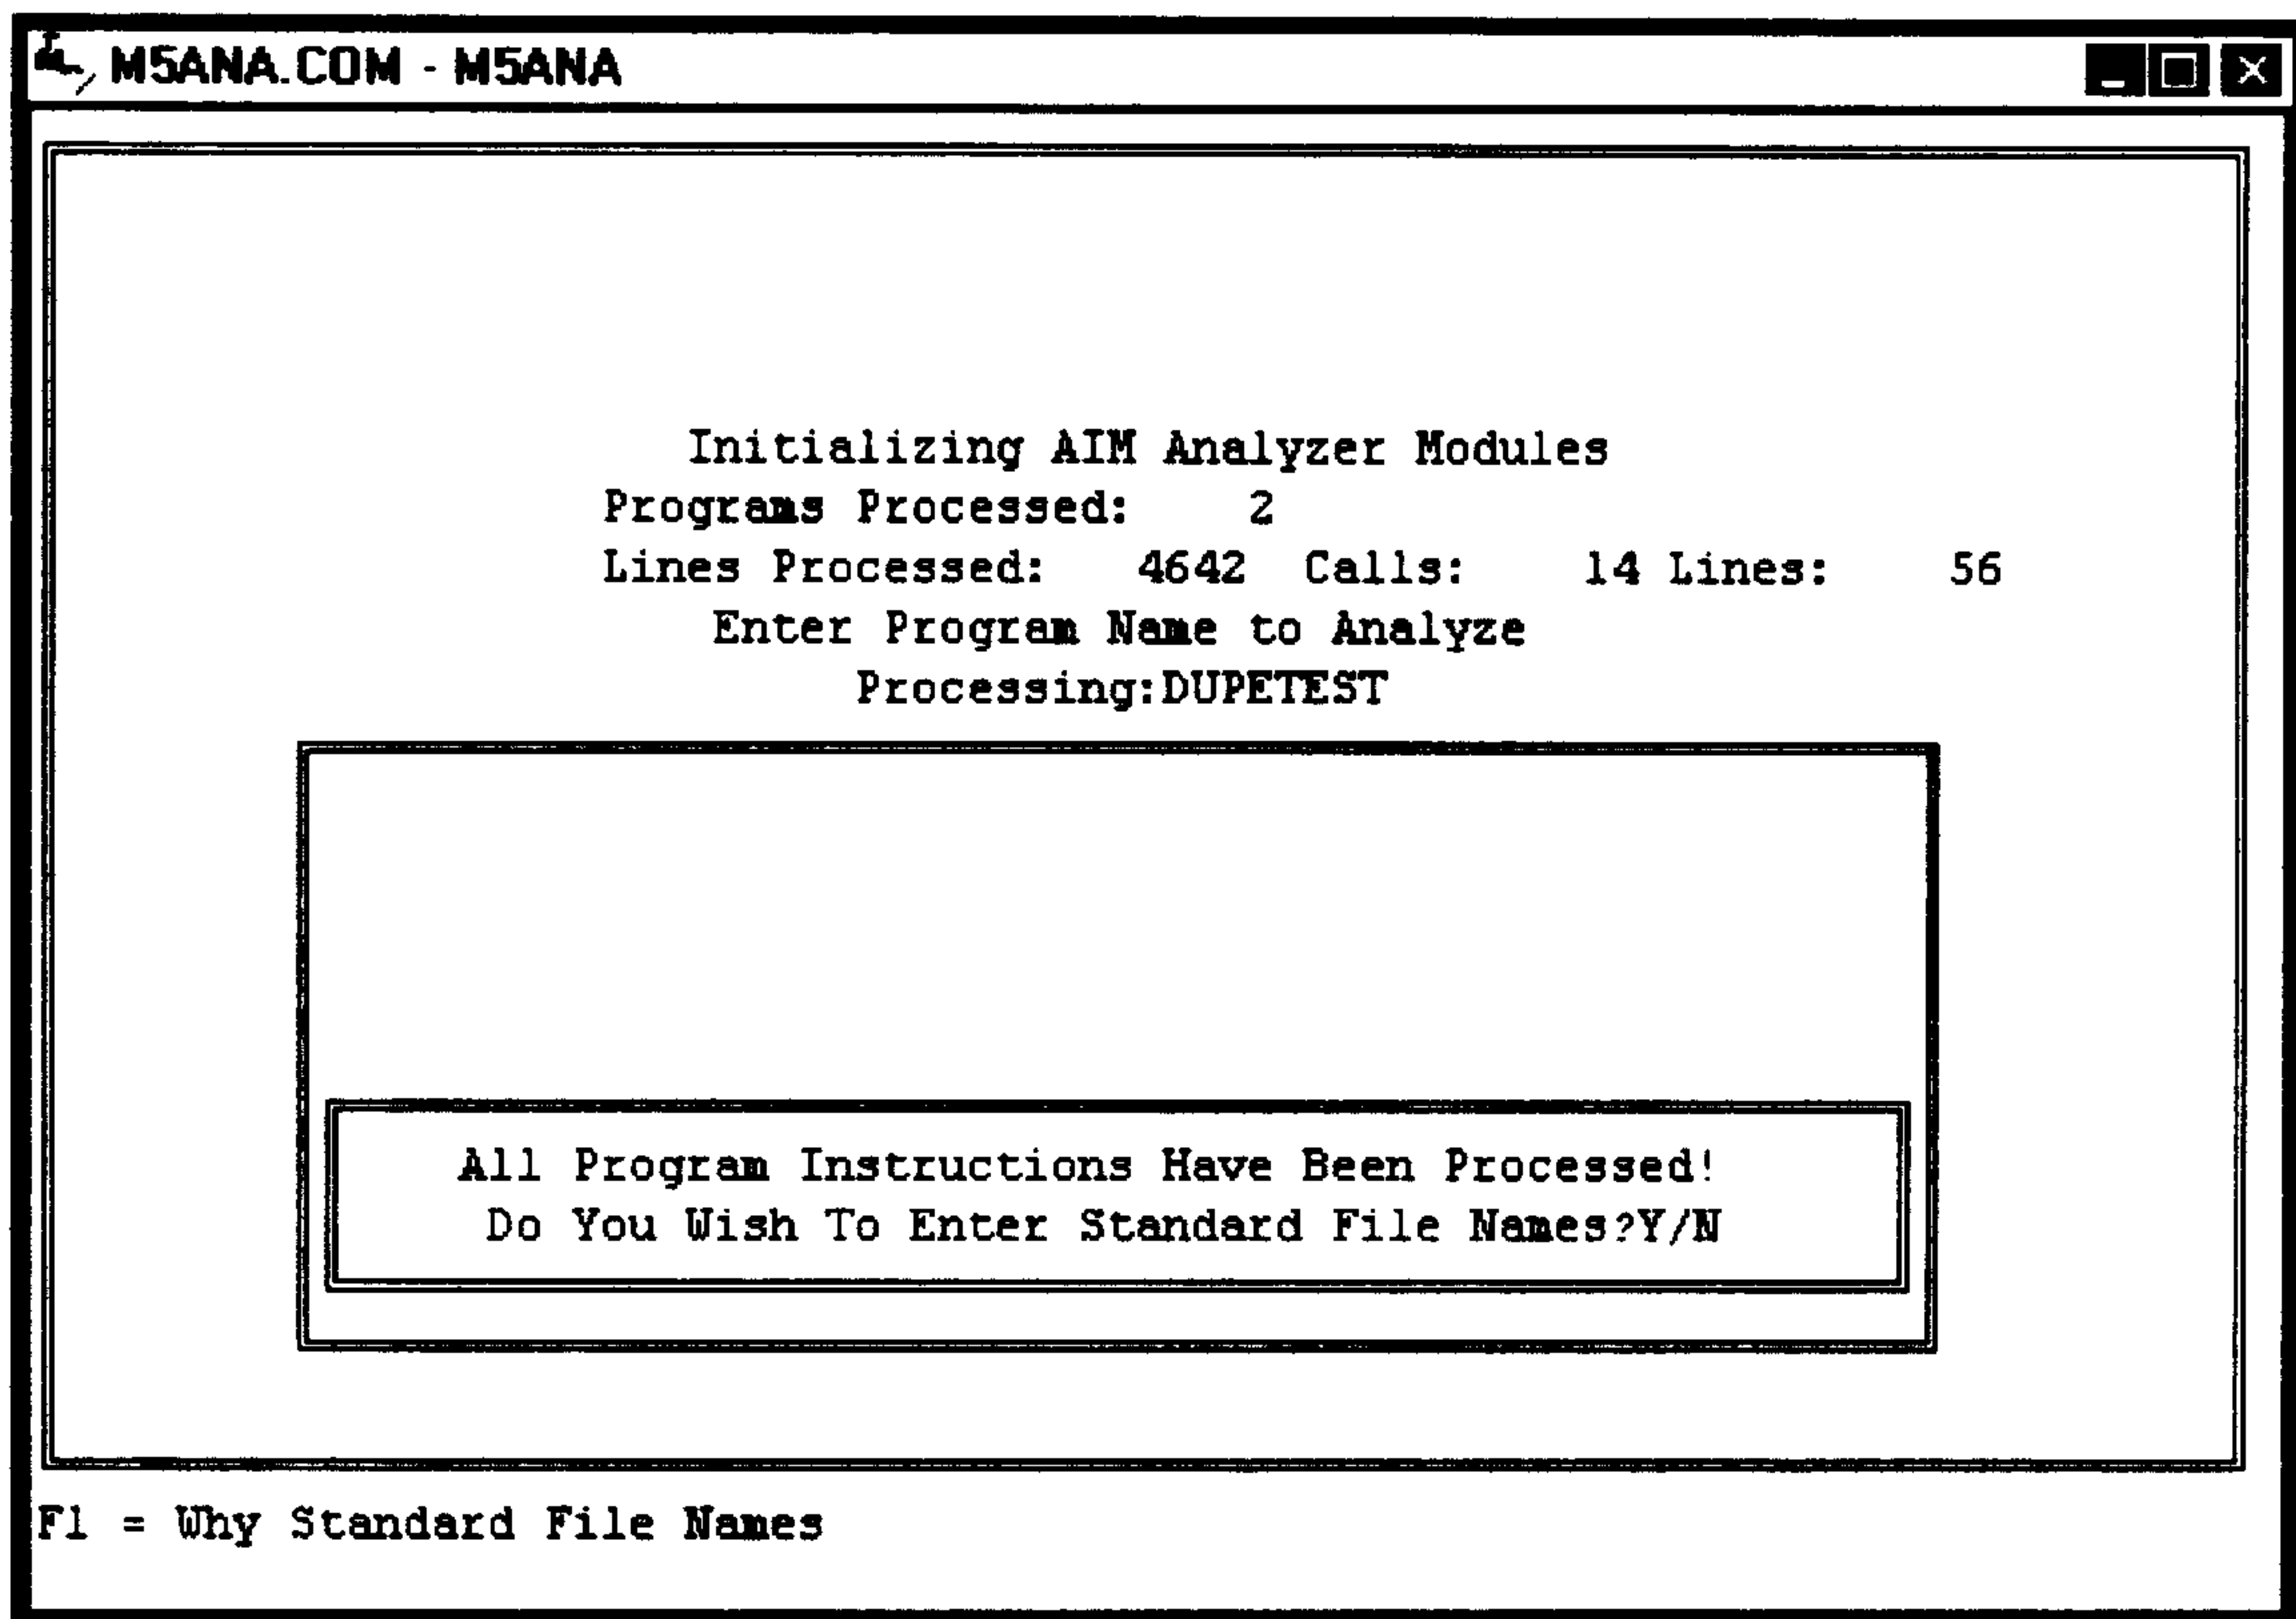 M5ANA.COM - M5ANA
Initializing AIM Analyzer Modules
Programs Processed: 2
Lines Processed: 4642 Calls: 14 Lines: 56
Enter Program Name to Analyze
Processing:DUPETEST
All Program Instructions Have Been Processed!
Do You Wish To Enter Standard File Names?Y/N
F1 = Why Standard File Names